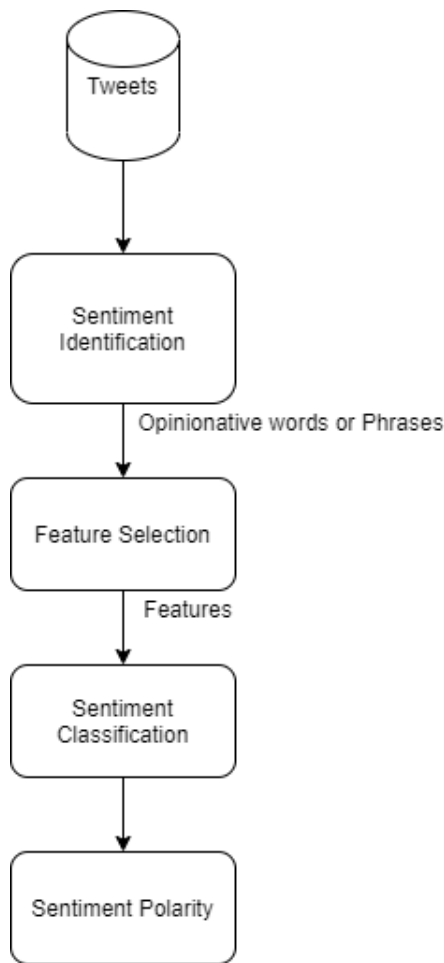 Tweets
Sentiment
Identification
Opinionative words or Phrases
Feature Selection
Features
Sentiment
Classification
Sentiment Polarity